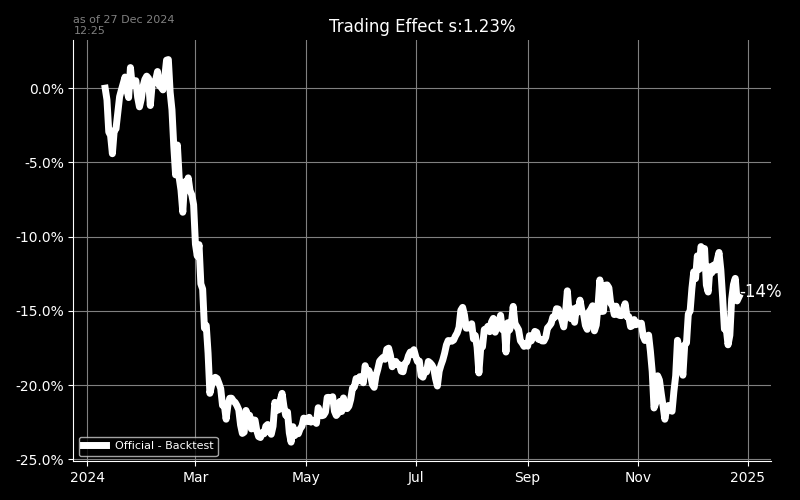 as of 27 Dec 2024
12:25
Trading Effect s:1.23%
0.0%
-5.0%
-10.0%
-15.0%
-20.0%
-25.0%
-14%
Official - Backtest
2024
Mar
May
Jul
Sep
Nov
2025